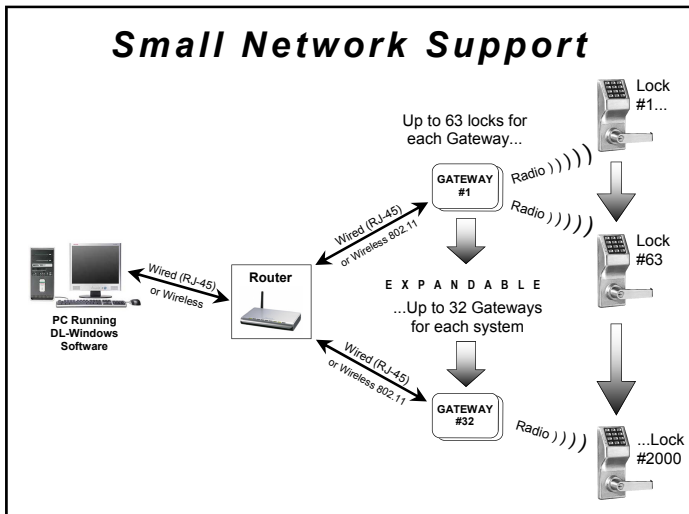 Small Network Support
Lock
#1...
Up to 63 locks for
each Gateway...
Radio
GATEWAY
#1
Radio
Wired (RJ-45)
or Wireless 802.11
Lock
#63
Wired (RJ-45)
or Wireless
Router
E X P A N D A B L E
...Up to 32 Gateways
for each system
PC Running
DL-Windows
Software
Wired (RJ-45)
or Wireless 802.11
GATEWAY
#32
Radio
...Lock
#2000